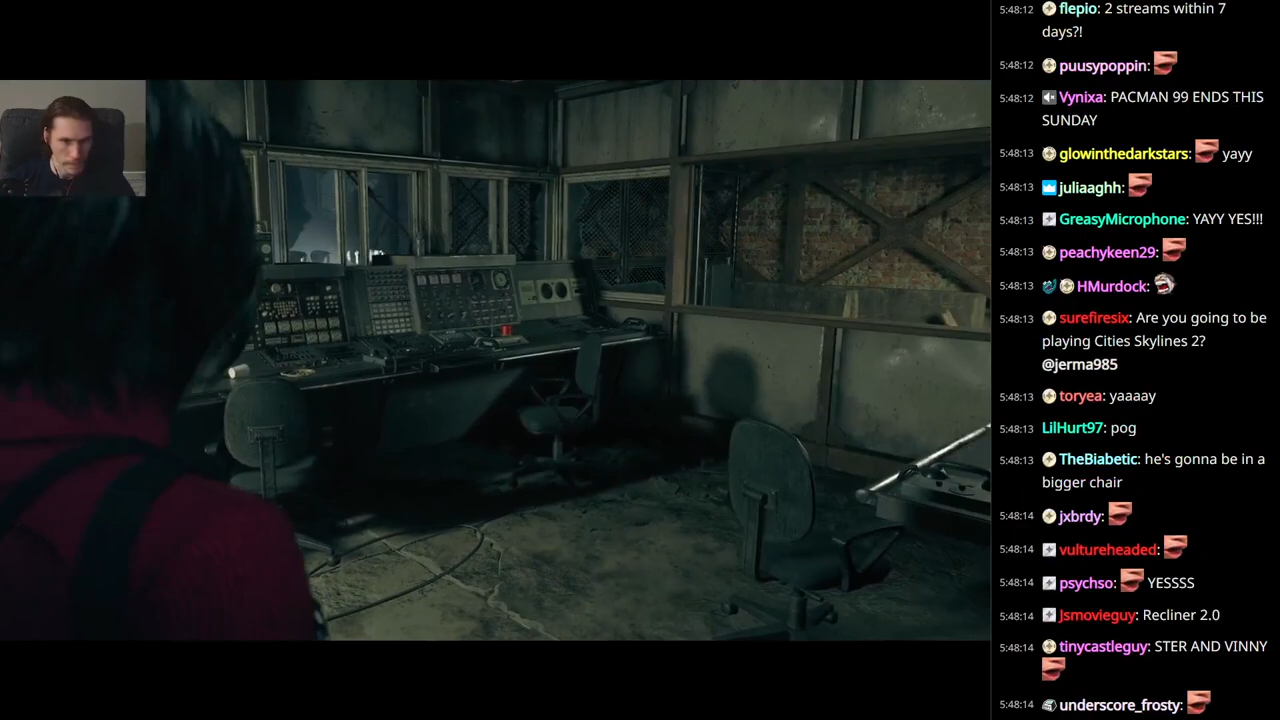 5:48:12 flepio: 2 streams within 7
days?!
5:48:12 puusypoppin:
5:48:12 Vynixa: PACMAN 99 ENDS THIS
SUNDAY
5:48:13 glowinthedarkstars: yayy
5:48:13 juliaaghh:
5:48:13 GreasyMicrophone: YAYY YES!!!
5:48:13 peachykeen29:
5:48:13 HMurdock:
5:48:13 surefiresix: Are you going to be
playing Cities Skylines 2?
@jerma985
5:48:13 toryea: yaaaay
5:48:13 LilHurt97: pog
5:48:13 TheBiabetic: he's gonna be in a
bigger chair
5:48:14 jxbrdy:
5:48:14 vultureheaded:
5:48:14 psychso: YESSSS
5:48:14 Jsmovieguy: Recliner 2.0
5:48:14 tinycastleguy: STER AND VINNY
5:48:14 underscore_frosty: